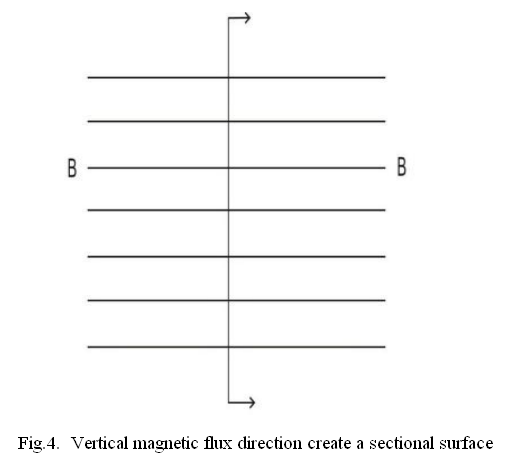 B B
Fig.4. Vertical magnetic flux direction create a sectional surface